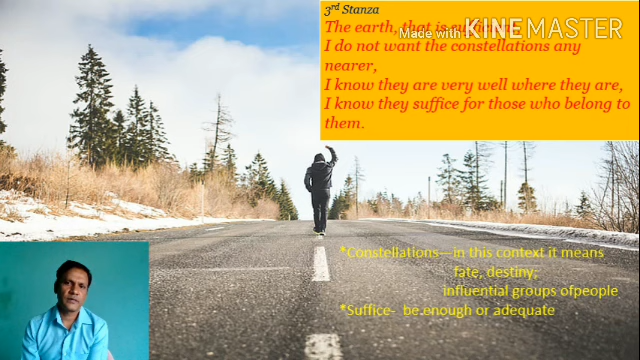 3rd Stanza
The earth, that is
Made with KINEMASTER
I do not want the constellations any
nearer,
I know they are very well where they are,
I know they suffice for those who belong to
them.
*Constellations---in this context it means
fate, destiny;
influential groups ofpeople
*Suffice- be enough or adequate